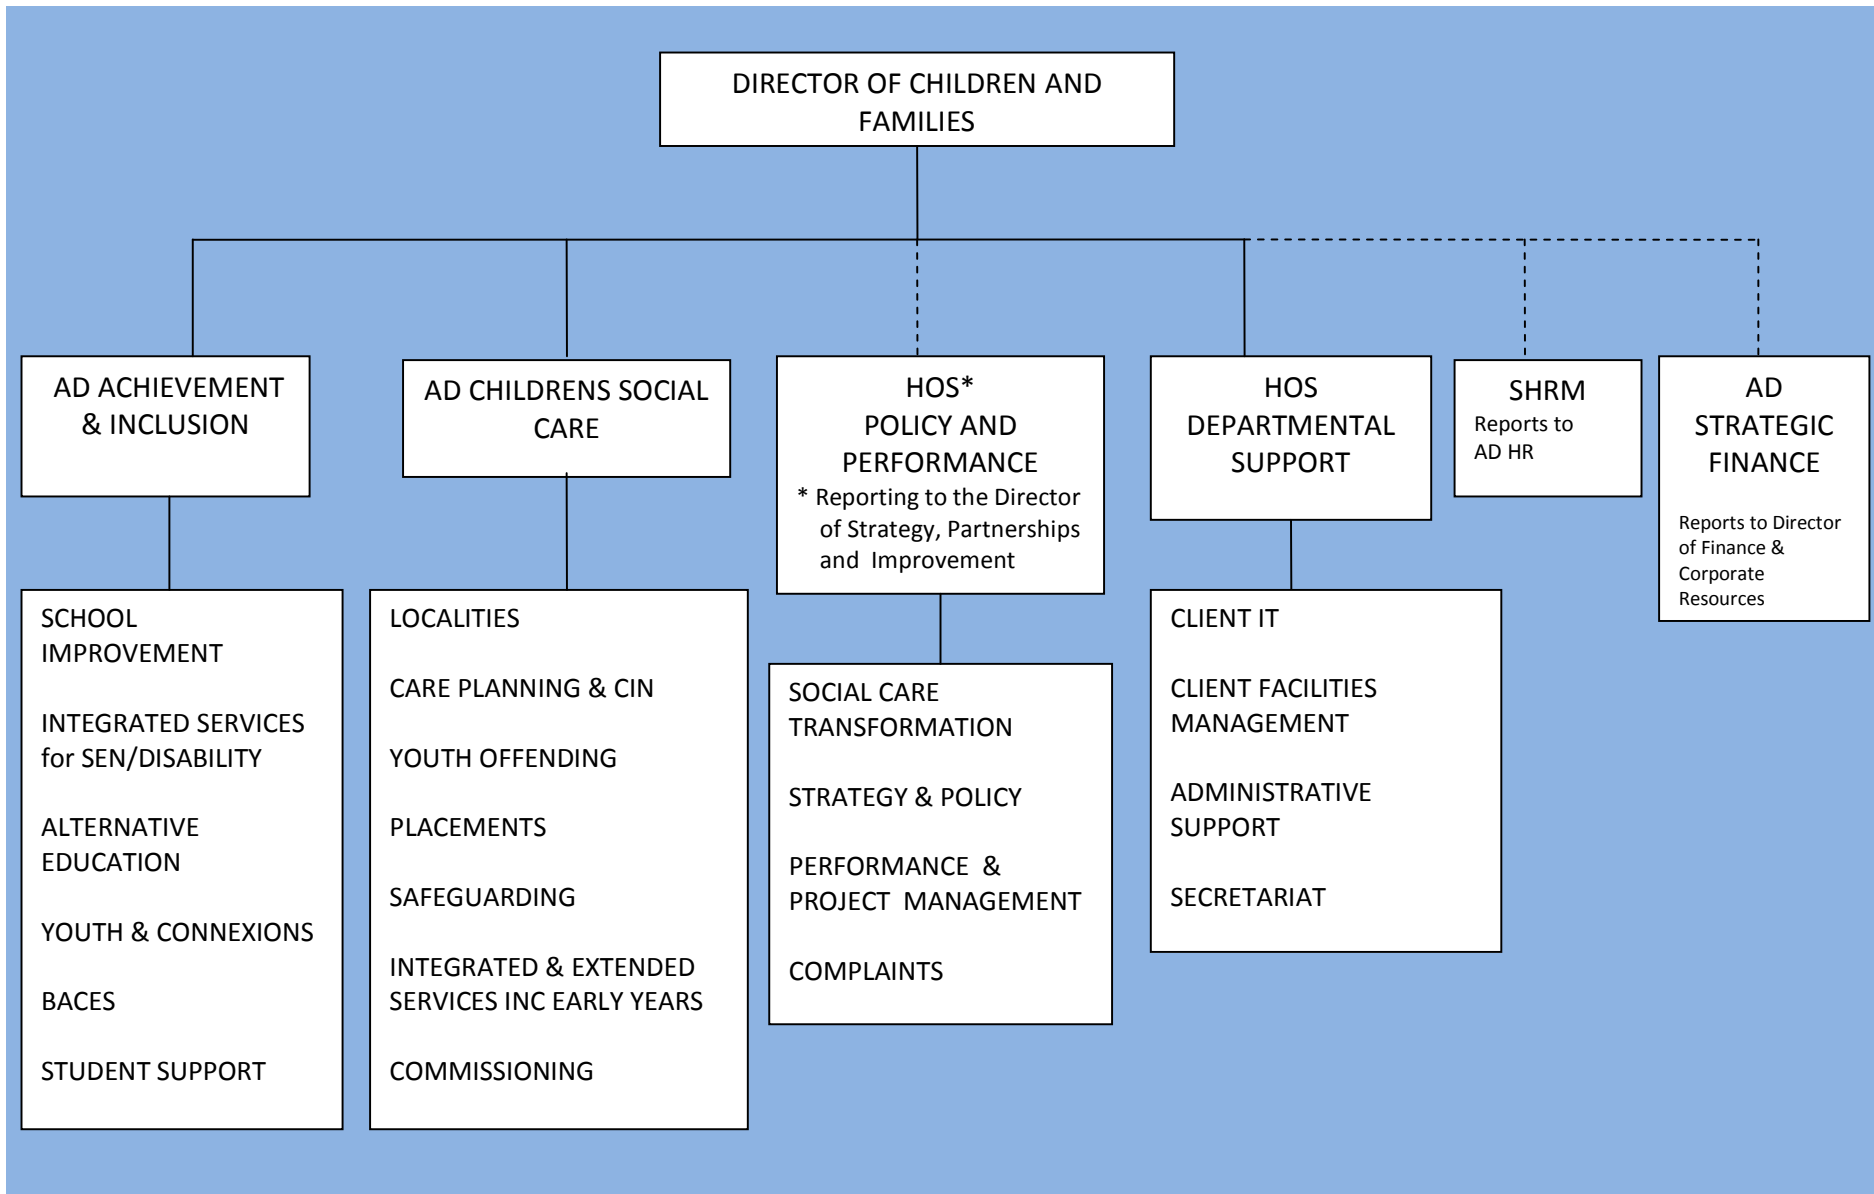 DIRECTOR OF CHILDREN AND
FAMILIES
AD ACHIEVEMENT
& INCLUSION
AD CHILDRENS SOCIAL
CARE
HOS*
POLICY AND
PERFORMANCE
* Reporting to the Director
of Strategy, Partnerships
and Improvement
HOS
DEPARTMENTAL
SUPPORT
SHRM
Reports to
AD HR
AD
STRATEGIC
FINANCE
Reports to Director
of Finance &
Corporate
Resources
SCHOOL
IMPROVEMENT
INTEGRATED SERVICES
for SEN/DISABILITY
ALTERNATIVE
EDUCATION
YOUTH & CONNEXIONS
BACES
STUDENT SUPPORT
LOCALITIES
CARE PLANNING & CIN
YOUTH OFFENDING
PLACEMENTS
SAFEGUARDING
INTEGRATED & EXTENDED
SERVICES INC EARLY YEARS
COMMISSIONING
SOCIAL CARE
TRANSFORMATION
STRATEGY & POLICY
PERFORMANCE &
PROJECT MANAGEMENT
COMPLAINTS
CLIENT IT
CLIENT FACILITIES
MANAGEMENT
ADMINISTRATIVE
SUPPORT
SECRETARIAT